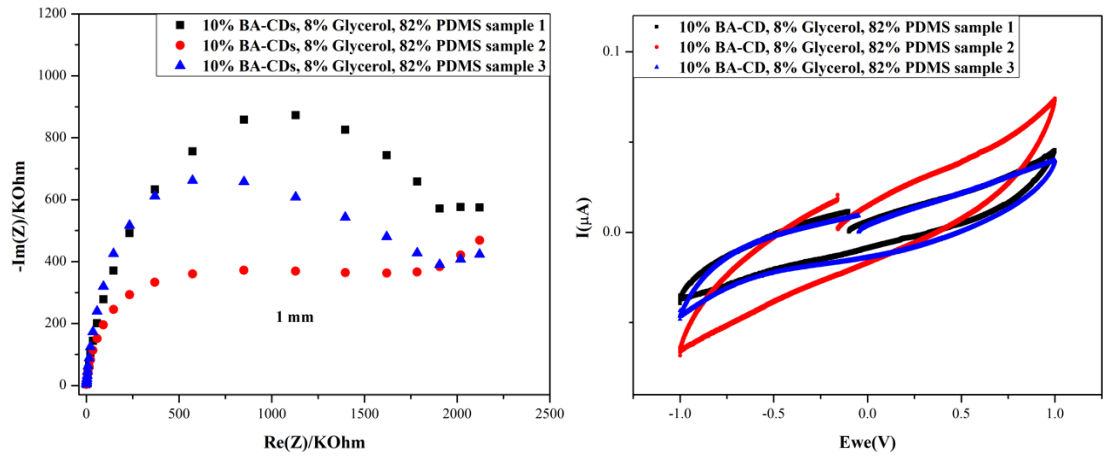 1200
1000
800
600
400
200
0
-Im(Z)/KOhm
10% BA-CDs, 8% Glycerol, 82% PDMS sample 1
10% BA-CDs, 8% Glycerol, 82% PDMS sample 2
10% BA-CDs, 8% Glycerol, 82% PDMS sample 3
1 mm
0 500 1000 1500 2000 2500
Re(Z)/KOhm
0.1
0.0
I(μA)
10% BA-CD, 8% Glycerol, 82% PDMS sample 1
10% BA-CD, 8% Glycerol, 82% PDMS sample 2
10% BA-CD, 8% Glycerol, 82% PDMS sample 3
-1.0 -0.5 0.0 0.5 1.0
Ewe(V)